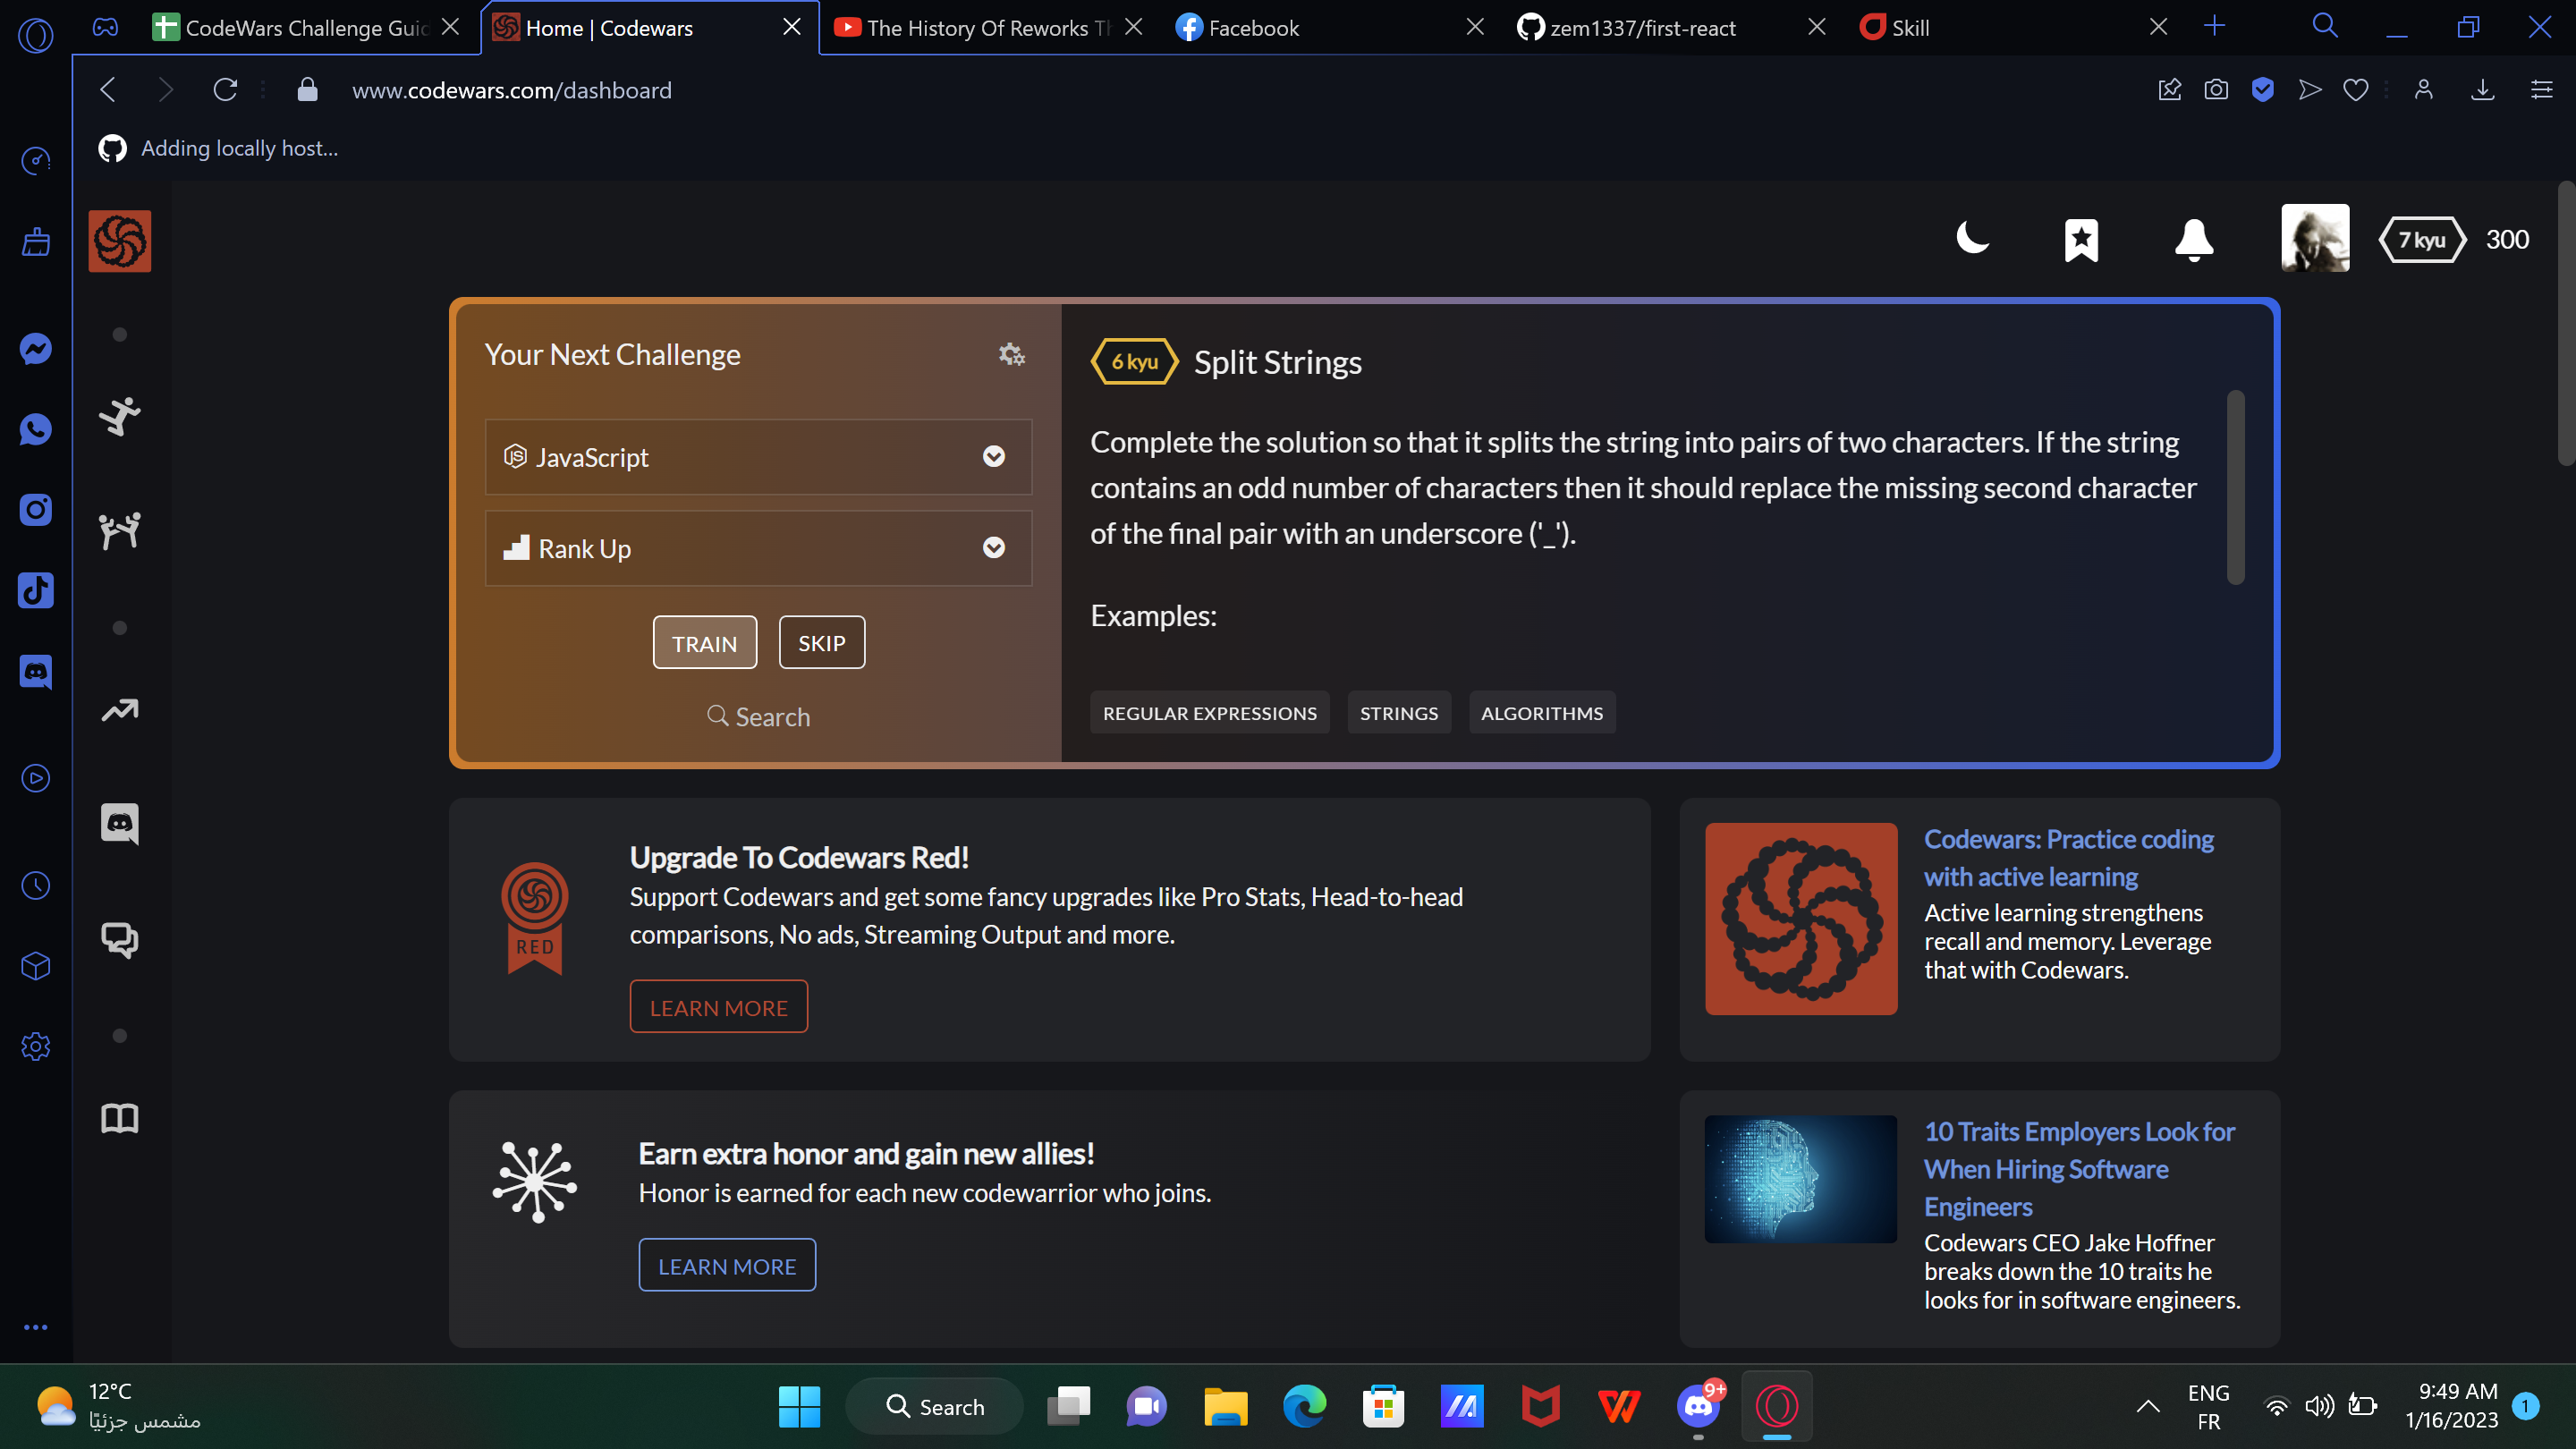 CodeWars Challenge Guid
Home | Codewars
The History Of Reworks Th
Facebook
zem1337/first-react
Skill
www.codewars.com/dashboard
Adding locally host...
7 kyu
300
Your Next Challenge
JS JavaScript
Rank Up
TRAIN
SKIP
Search
6 kyu
Split Strings
Complete the solution so that it splits the string into pairs of two characters. If the string
contains an odd number of characters then it should replace the missing second character
of the final pair with an underscore ('_').
Examples:
REGULAR EXPRESSIONS
STRINGS
ALGORITHMS
RED
Upgrade To Codewars Red!
Support Codewars and get some fancy upgrades like Pro Stats, Head-to-head
comparisons, No ads, Streaming Output and more.
LEARN MORE
Codewars: Practice coding
with active learning
Active learning strengthens
recall and memory. Leverage
that with Codewars.
Earn extra honor and gain new allies!
Honor is earned for each new codewarrior who joins.
LEARN MORE
10 Traits Employers Look for
When Hiring Software
Engineers
Codewars CEO Jake Hoffner
breaks down the 10 traits he
looks for in software engineers.
12°C
مشمس جزئيًا
Search
9+
ENG
FR
9:49 AM
1/16/2023
1